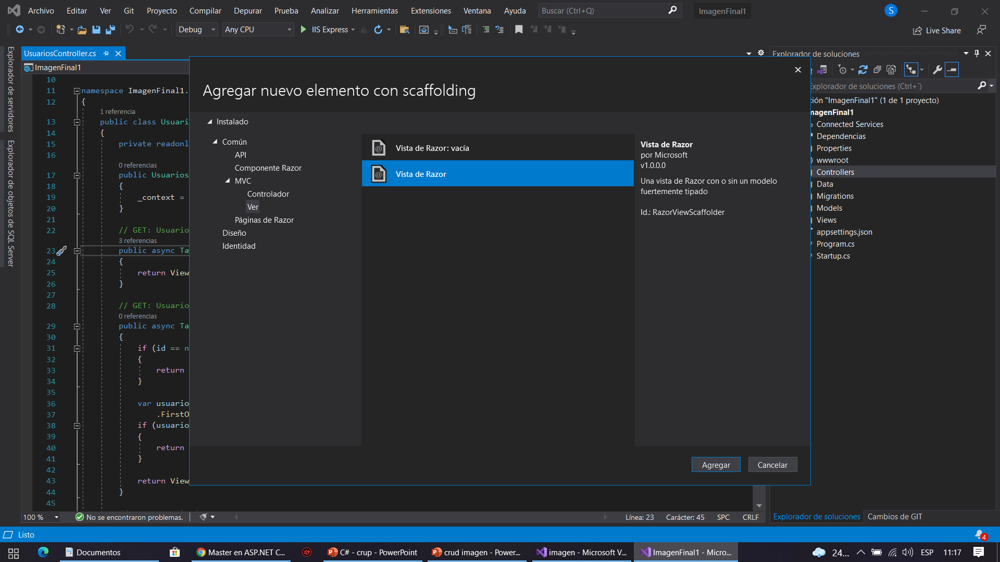 Archivo Editar Ver Git Proyecto Compilar Depurar Prueba Analizar Herramientas Extensiones Ventana Ayuda Buscar (Ctrl+Q) ImagenFinal1 S
Debug Any CPU IIS Express Live Share
Explorador de servidores
Explorador de objetos de SQL Server
UsuariosController.cs
ImagenFinal1
10
11 namespace ImagenFinal1.
12 {
1 referencia
13 public class Usuari
14 {
15 private readonl
16
0 referencias
17 public Usuarios
18 {
19 _context =
20 }
21
22 // GET: Usuario
3 referencias
23 public async Ta
24 {
25 return View
26 }
27
28 // GET: Usuario
0 referencias
29 public async Ta
30 {
31 if (id == n
32 {
33 return
34 }
35
36 var usuario
37 .FirstO
38 if (usuario
39 {
40 return
41 }
42
43 return View
44 }
45
Agregar nuevo elemento con scaffolding
Instalado
Común
API
Componente Razor
MVC
Controlador
Ver
Páginas de Razor
Diseño
Identidad
Vista de Razor: vacía
Vista de Razor
Vista de Razor
por Microsoft
v1.0.0.0
Una vista de Razor con o sin un modelo
fuertemente tipado
Id.: RazorViewScaffolder
Agregar Cancelar
Explorador de soluciones
Explorador de soluciones (Ctrl+´)
ción "ImagenFinal1" (1 de 1 proyecto)
magenFinal1
Connected Services
Dependencias
Properties
wwwroot
Controllers
Data
Migrations
Models
Views
appsettings.json
Program.cs
Startup.cs
100 % No se encontraron problemas. Línea: 23 Carácter: 45 SPC CRLF
Explorador de soluciones Cambios de GIT
Listo 4
Documentos Master en ASP.NET C... C# - crup - PowerPoint crud imagen - Power... imagen - Microsoft V... ImagenFinal1 - Micro... 24... ESP 11:17